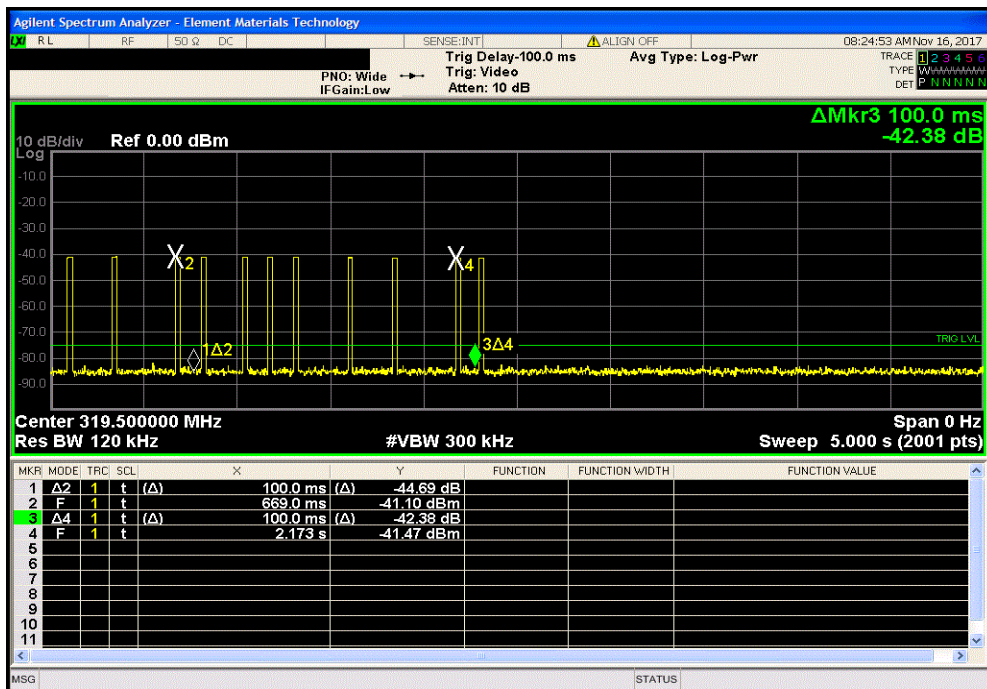 Agilent Spectrum Analyzer - Element Materials Technology
LXI RL RF 50 Ω DC SENSE:INT ALIGN OFF 08:24:53 AM Nov 16, 2017
Trig Delay-100.0 ms Avg Type: Log-Pwr TRACE 1 2 3 4 5 6
PNO: Wide Trig: Video TYPE W
IFGain:Low Atten: 10 dB DET P N N N N N
ΔMkr3 100.0 ms
10 dB/div Ref 0.00 dBm -42.38 dB
Log
-10.0
-20.0
-30.0
-40.0
X2 X4
-50.0
-60.0
-70.0
TRIG LVL
1Δ2 3Δ4
-80.0
-90.0
Center 319.500000 MHz Span 0 Hz
Res BW 120 kHz #VBW 300 kHz Sweep 5.000 s (2001 pts)
MKR MODE TRC SCL X Y FUNCTION FUNCTION WIDTH FUNCTION VALUE
1 Δ2 1 t (Δ) 100.0 ms (Δ) -44.69 dB
2 F 1 t 669.0 ms -41.10 dBm
3 Δ4 1 t (Δ) 100.0 ms (Δ) -42.38 dB
4 F 1 t 2.173 s -41.47 dBm
5
6
7
8
9
10
11
MSG STATUS